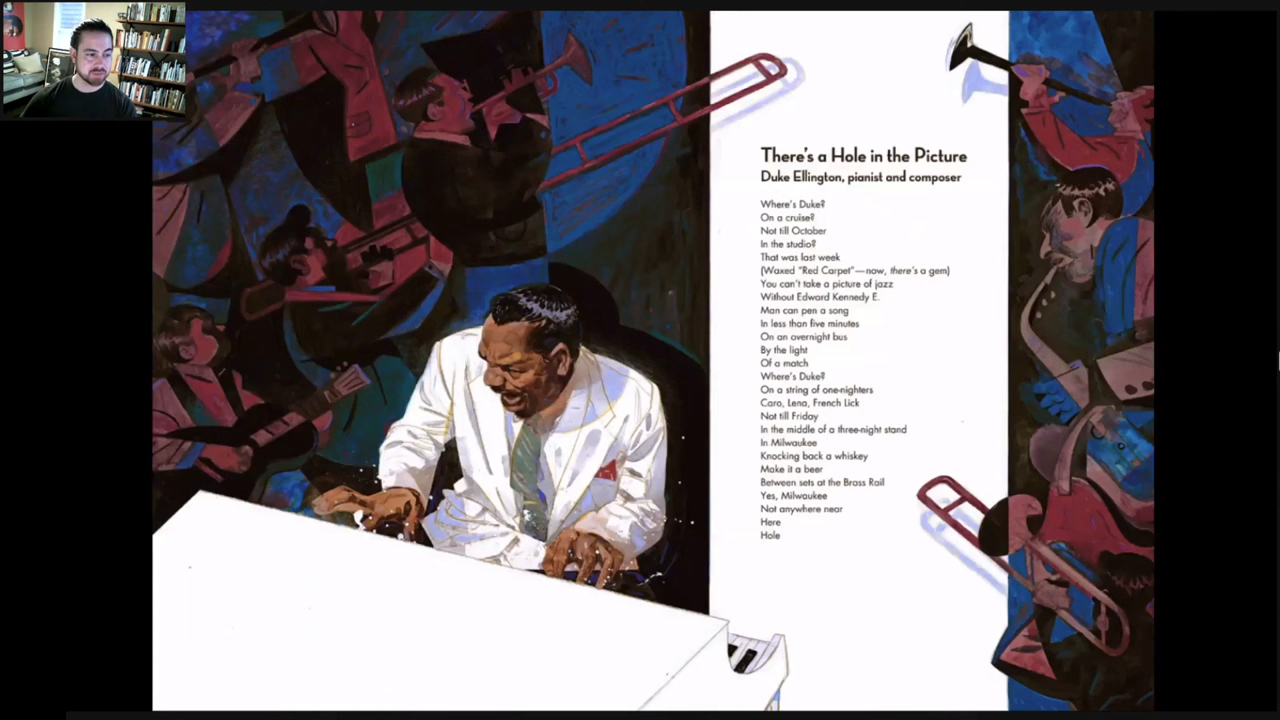 There's a Hole in the Picture
Duke Ellington, pianist and composer
Where's Duke?
On a cruise?
Not till October
In the studio?
That was last week
(Waxed "Red Carpet"—now, there's a gem)
You can't take a picture of jazz
Without Edward Kennedy E.
Man can pen a song
In less than five minutes
On an overnight bus
By the light
Of a match
Where's Duke?
On a string of one-nighters
Caro, Lena, French Lick
Not till Friday
In the middle of a three-night stand
In Milwaukee
Knocking back a whiskey
Make it a beer
Between sets at the Brass Rail
Yes, Milwaukee
Not anywhere near
Here
Hole